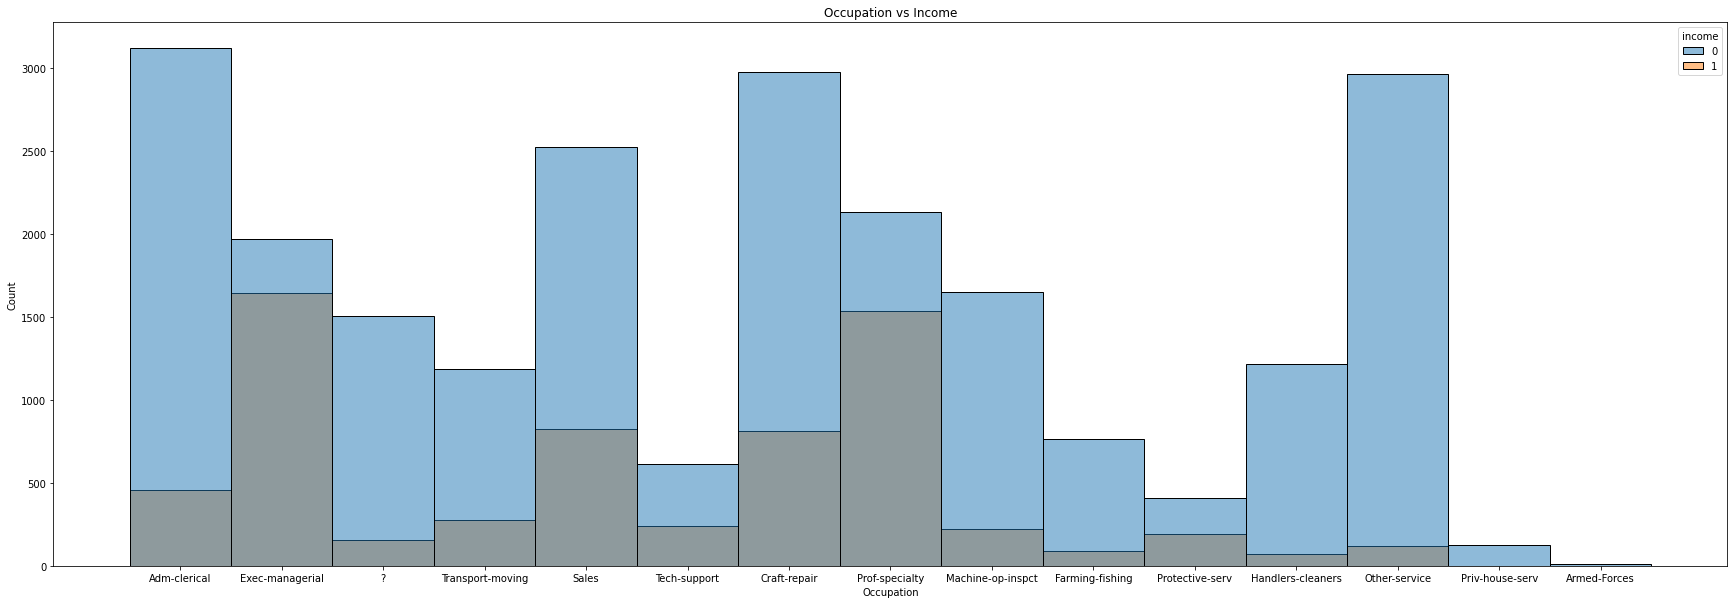 Occupation vs Income
income
0
1
3000
2500
2000
1500
1000
500
0
Count
Adm-clerical Exec-managerial ? Transport-moving Sales Tech-support Craft-repair Prof-specialty Machine-op-inspct Farming-fishing Protective-serv Handlers-cleaners Other-service Priv-house-serv Armed-Forces
Occupation